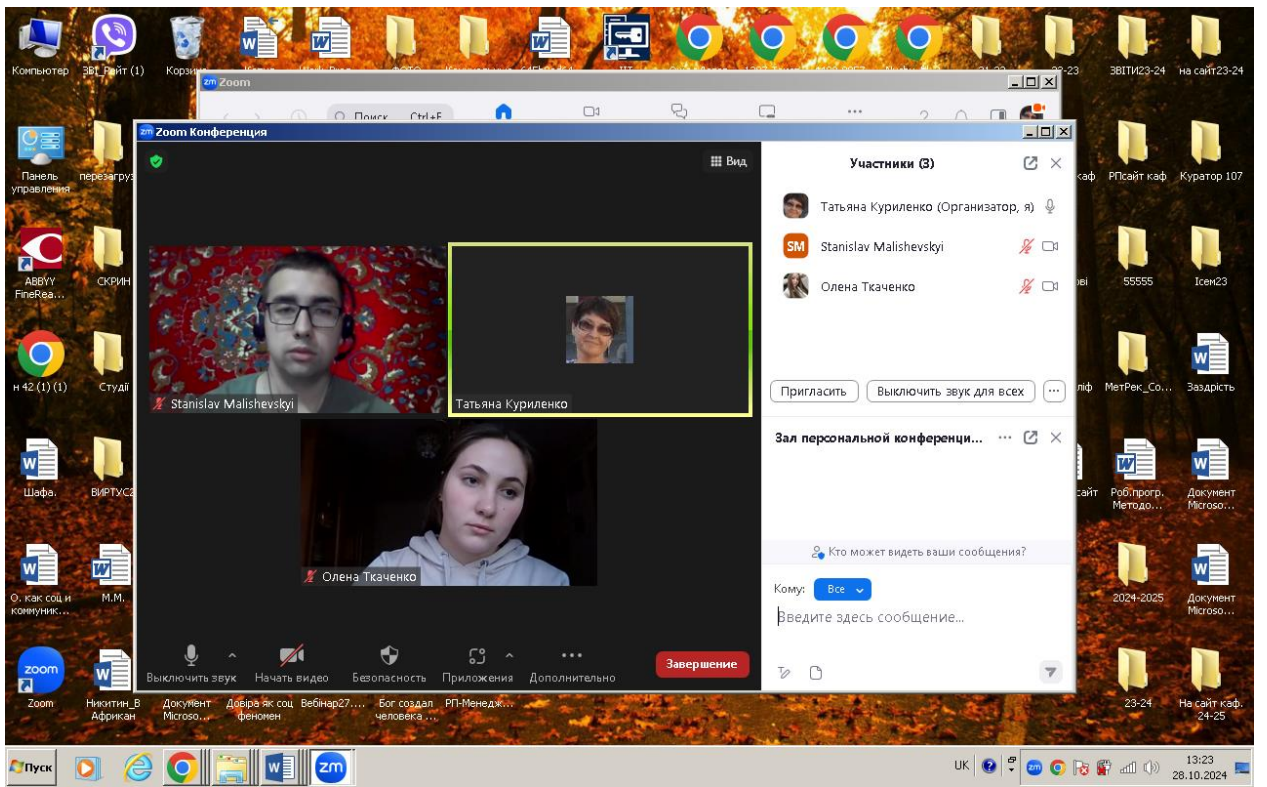 Компьютер
ЗВІ_Райт (1)
Корзина
23-24
ЗВІТИ23-24
на сайт23-24
Zoom
Поиск Ctrl+F
Zoom Конференция
Вид
Участники (3)
Татьяна Куриленко (Организатор, я)
SM Stanislav Malishevskyi
Олена Ткаченко
Пригласить
Выключить звук для всех
Зал персональной конференци...
Кто может видеть ваши сообщения?
Кому: Все
Введите здесь сообщение...
Stanislav Malishevskyi
Татьяна Куриленко
Олена Ткаченко
Выключить звук
Начать видео
Безопасность
Приложения
Дополнительно
Завершение
Панель
управления
каф
РПсайт каф
Куратор 107
ABBYY
FineRea...
СКРИН
55555
Ісем23
н 42 (1) (1)
Студії
МетРек_Со...
Заздрість
Шафа.
сайт
Роб.прогр.
Методо...
Документ
Microso...
О. как соц и
коммуник...
М.М.
2024-2025
Документ
Microso...
zoom
Zoom
Никитин_В
Африкан
Документ
Microso...
Довіра як соц
феномен
Вебінар27....
Бог создал
человека ...
РП-Менедж...
23-24
На сайт каф.
24-25
Пуск
UK
13:23
28.10.2024